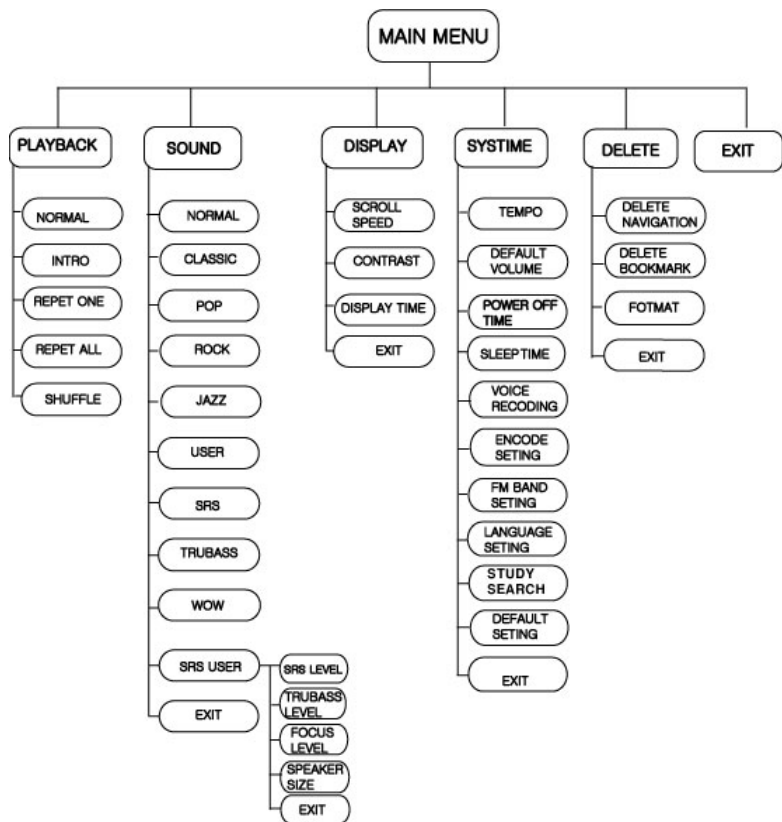 MAIN MENU
PLAYBACK
NORMAL
INTRO
REPET ONE
REPET ALL
SHUFFLE
SOUND
NORMAL
CLASSIC
POP
ROCK
JAZZ
USER
SRS
TRUBASS
WOW
SRS USER
SRS LEVEL
TRUBASS
LEVEL
FOCUS
LEVEL
SPEAKER
SIZE
EXIT
EXIT
DISPLAY
SCROLL
SPEED
CONTRAST
DISPLAY TIME
EXIT
SYSTIME
TEMPO
DEFAULT
VOLUME
POWER OFF
TIME
SLEEPTIME
VOICE
RECODING
ENCODE
SETING
FM BAND
SETING
LANGUAGE
SETING
STUDY
SEARCH
DEFAULT
SETING
EXIT
DELETE
DELETE
NAVIGATION
DELETE
BOOKMARK
FOTMAT
EXIT
EXIT